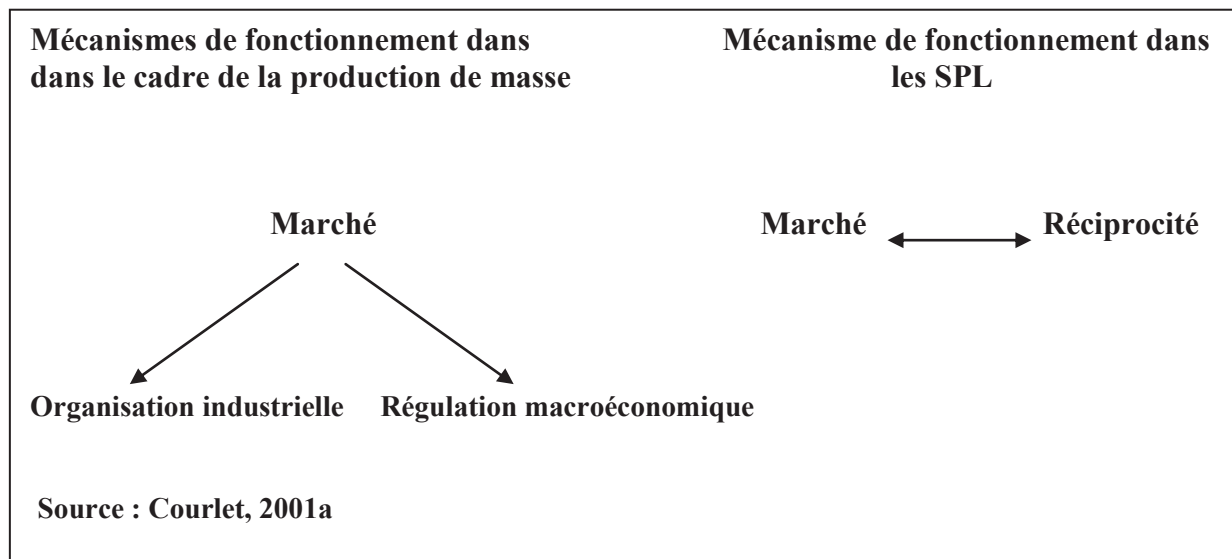 Mécanismes de fonctionnement dans
dans le cadre de la production de masse
Mécanisme de fonctionnement dans
les SPL
Marché
Marché
Réciprocité
Organisation industrielle
Régulation macroéconomique
Source : Courlet, 2001a